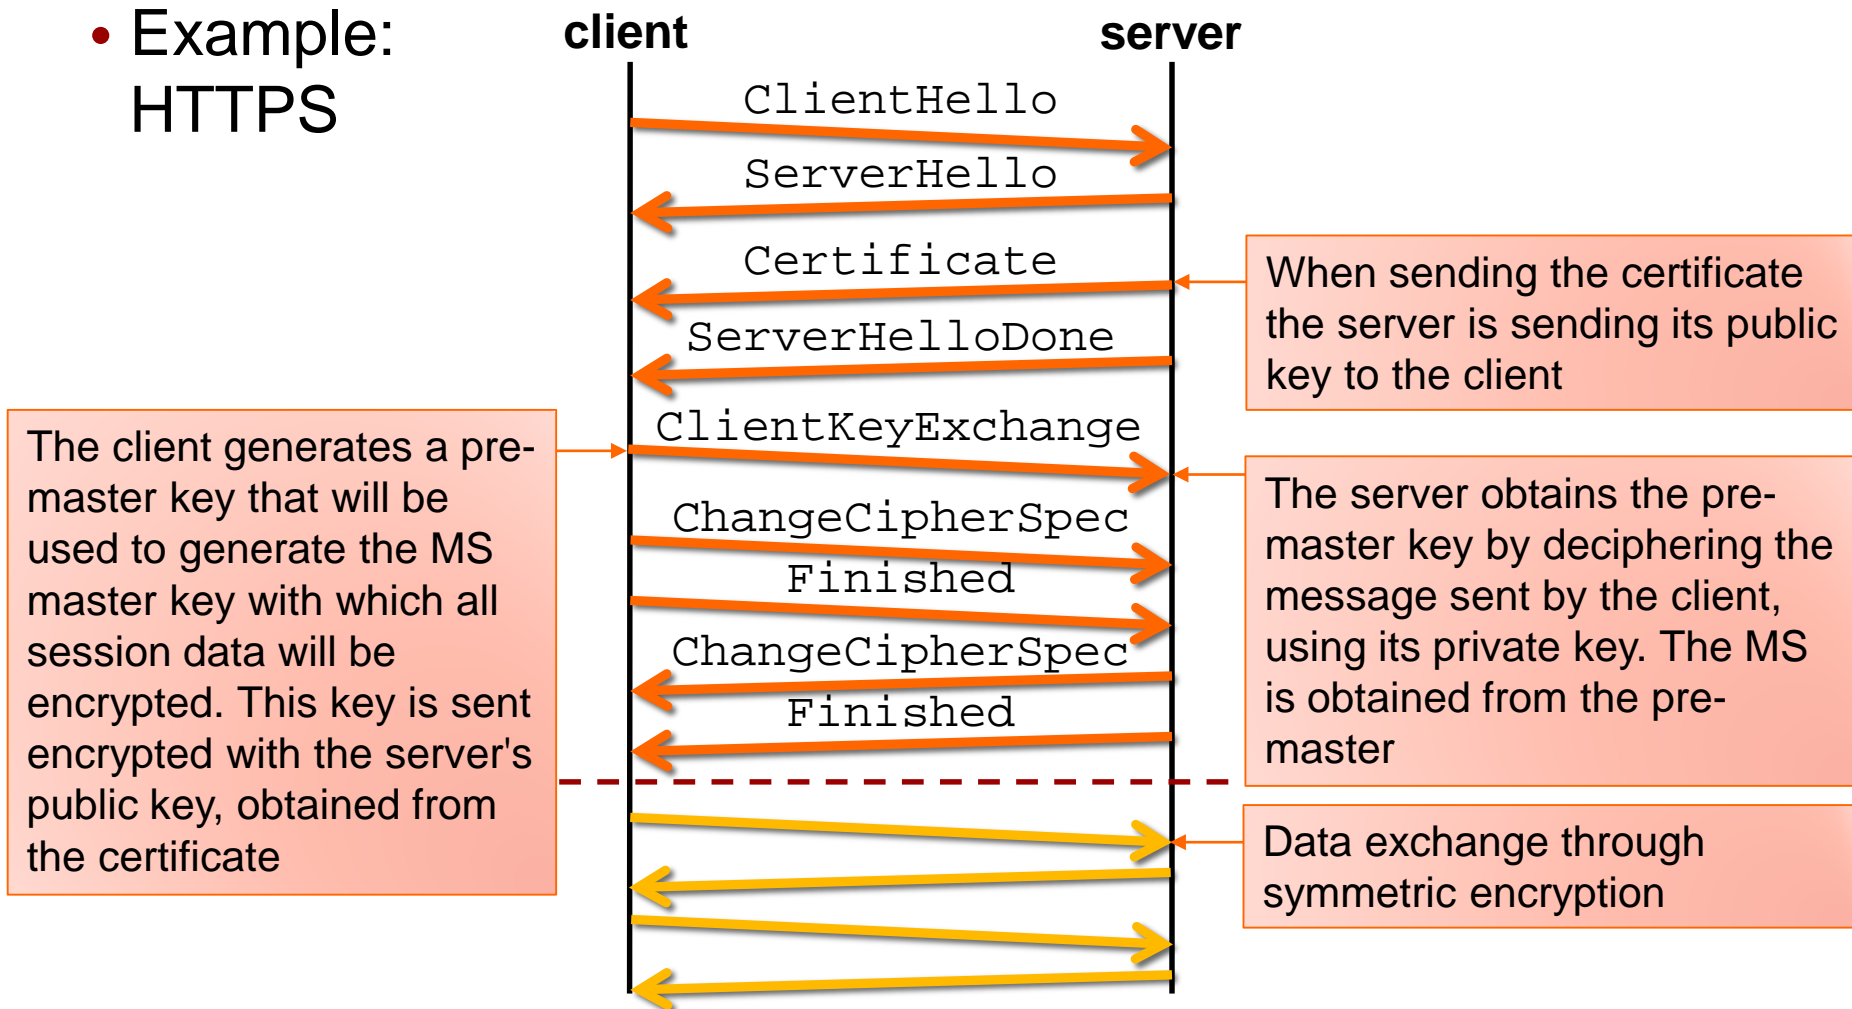 • Example:
HTTPS
client
server
ClientHello
ServerHello
Certificate
When sending the certificate
the server is sending its public
key to the client
ServerHelloDone
ClientKeyExchange
The client generates a pre-
master key that will be
used to generate the MS
master key with which all
session data will be
encrypted. This key is sent
encrypted with the server's
public key, obtained from
the certificate
The server obtains the pre-
master key by deciphering the
message sent by the client,
using its private key. The MS
is obtained from the pre-
master
ChangeCipherSpec
Finished
ChangeCipherSpec
Finished
Data exchange through
symmetric encryption